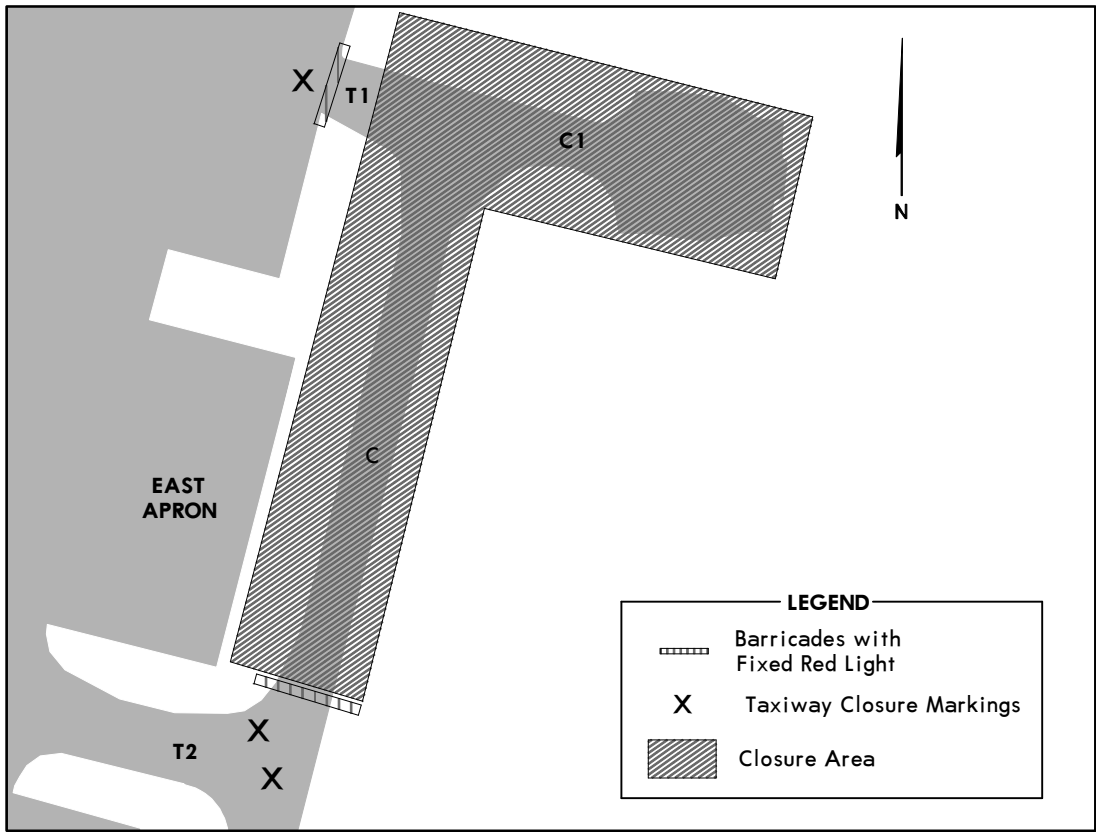 X
T1
C1
N
C
EAST
APRON
X
T2
X
LEGEND
Barricades with
Fixed Red Light
X Taxiway Closure Markings
Closure Area